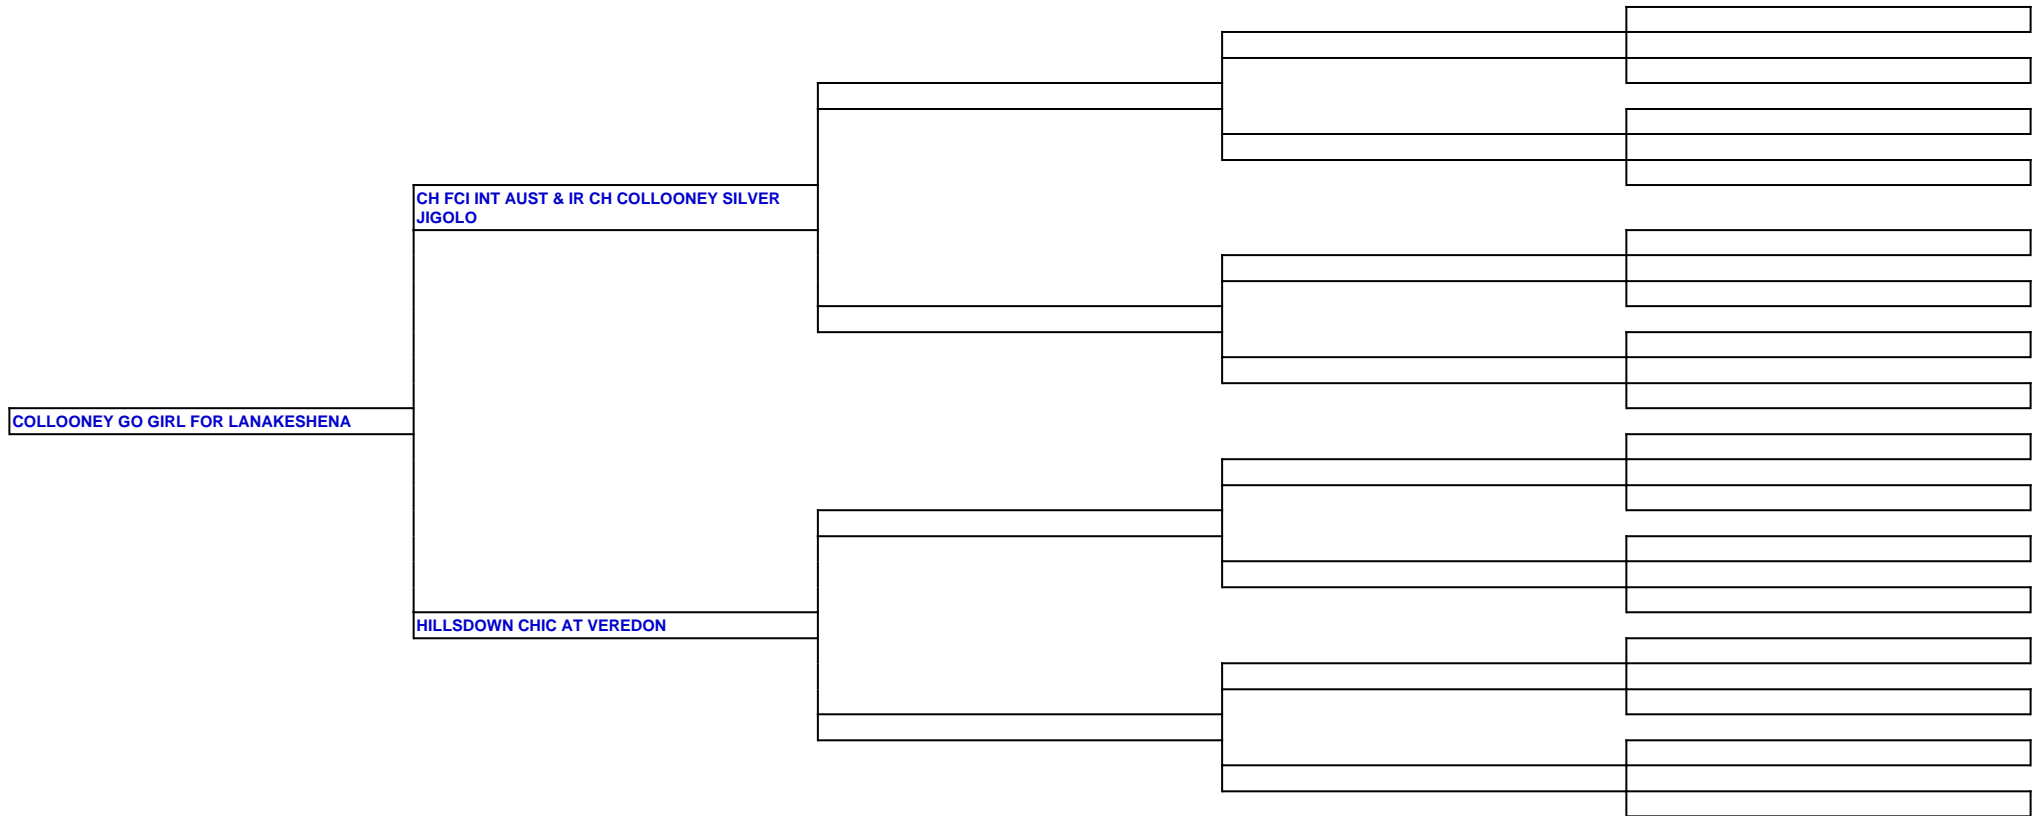 CH FCI INT AUST & IR CH COLLOONEY SILVER
JIGOLO
COLLOONEY GO GIRL FOR LANAKESHENA
HILLSDOWN CHIC AT VEREDON